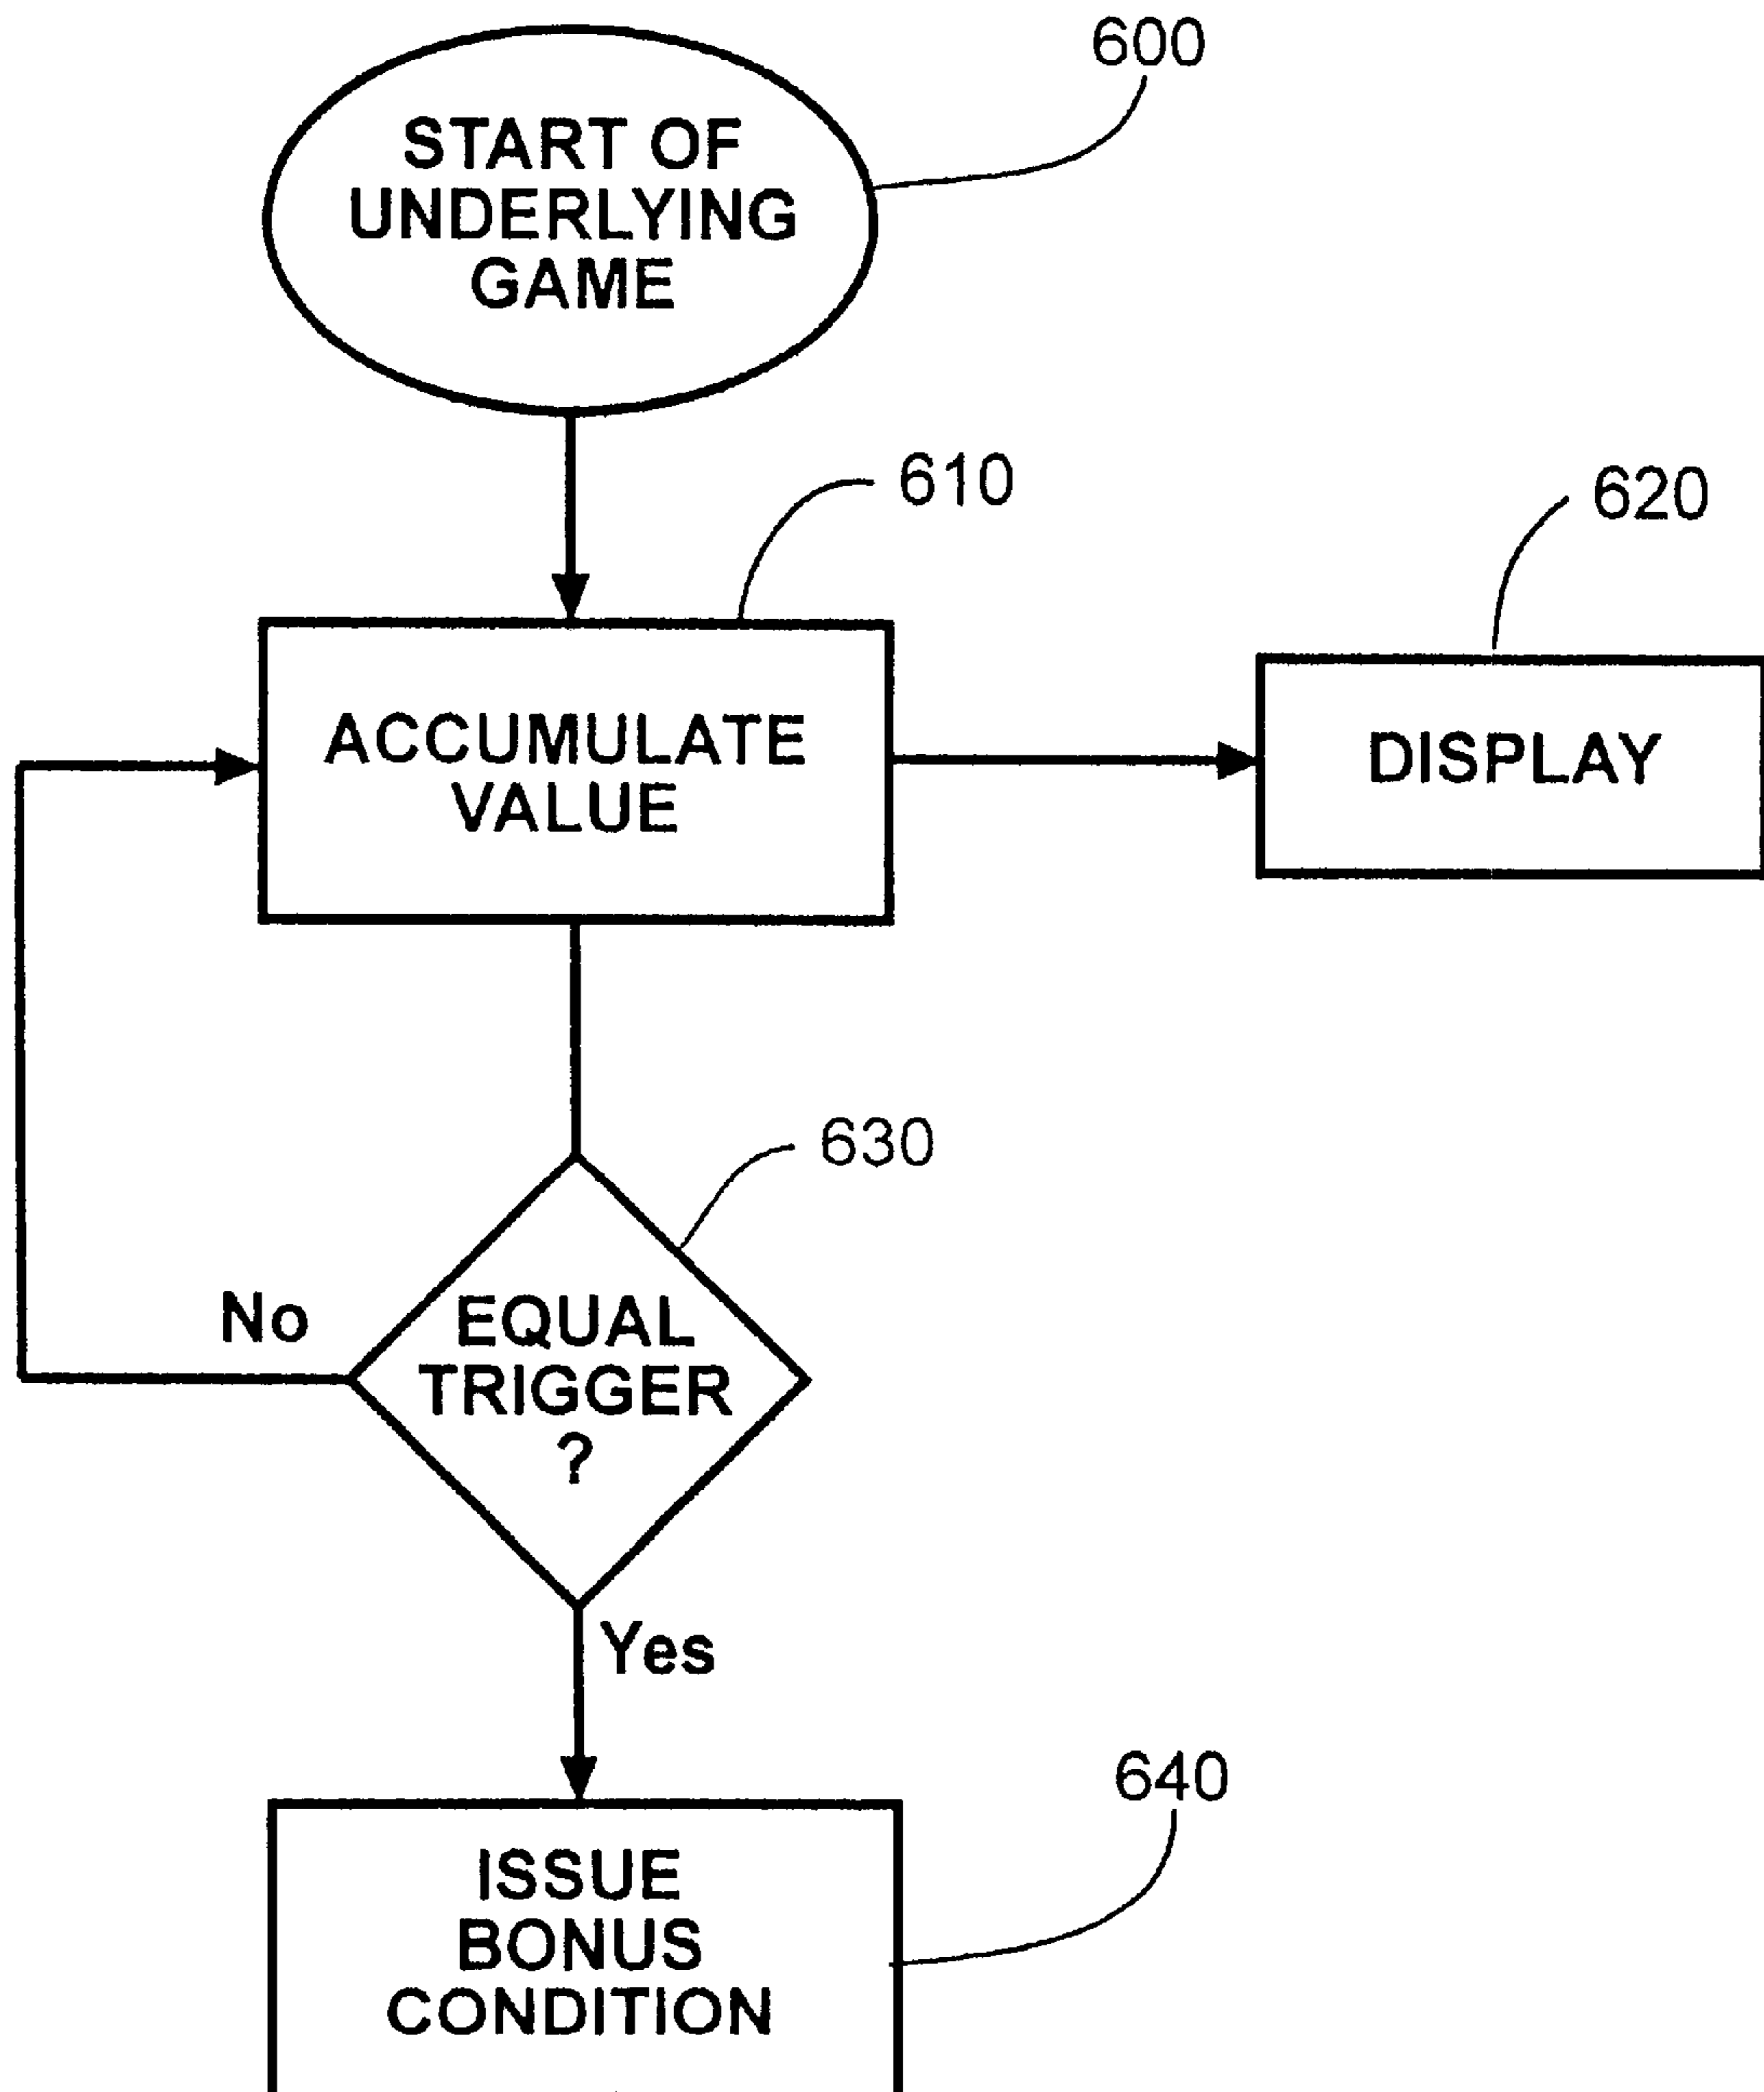 600
START OF
UNDERLYING
GAME
610
620
ACCUMULATE
VALUE
DISPLAY
630
No
EQUAL
TRIGGER
?
Yes
640
ISSUE
BONUS
CONDITION